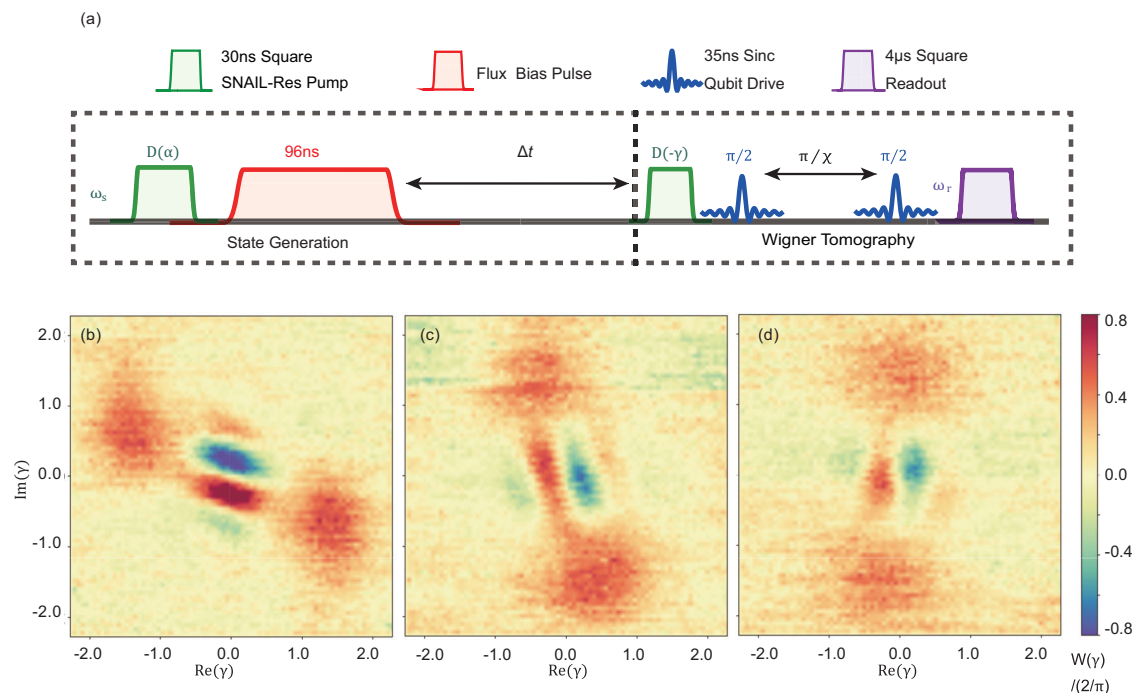 (a)
30ns Square
SNAIL-Res Pump
Flux Bias Pulse
35ns Sinc
Qubit Drive
4μs Square
Readout
D(α)
96ns
Δt
D(-γ)
π/2
π/χ
π/2
ωs
ωr
State Generation
Wigner Tomography
(b)
(c)
(d)
2.0
1.0
0.0
-1.0
-2.0
Im(γ)
-2.0 -1.0 0.0 1.0 2.0
Re(γ)
-2.0 -1.0 0.0 1.0 2.0
Re(γ)
-2.0 -1.0 0.0 1.0 2.0
Re(γ)
0.8
0.4
0.0
-0.4
-0.8
W(γ)
/(2/π)